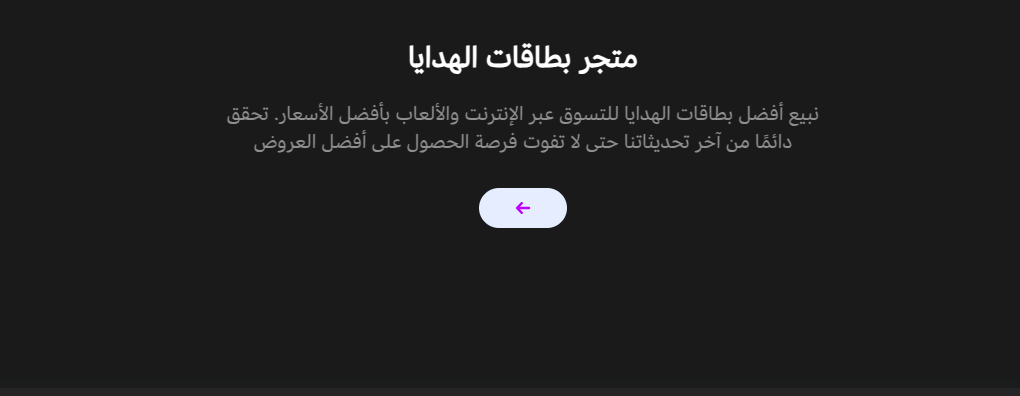 متجر بطاقات الهدايا
نبيع أفضل بطاقات الهدايا للتسوق عبر الإنترنت والألعاب بأفضل الأسعار. تحقق
دائمًا من آخر تحديثاتنا حتى لا تفوت فرصة الحصول على أفضل العروض